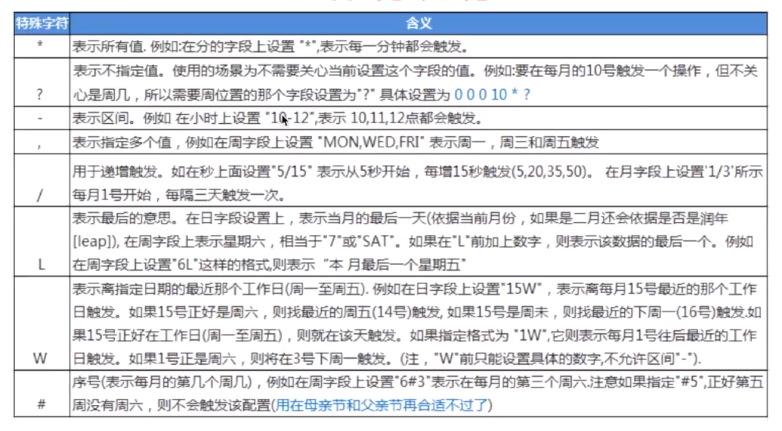 特殊字符 含义
* 表示所有值. 例如:在分的字段上设置 "*",表示每一分钟都会触发。
表示不指定值。使用的场景为不需要关心当前设置这个字段的值。例如:要在每月的10号触发一个操作，但不关
? 心是周几，所以需要周位置的那个字段设置为"?" 具体设置为 0 0 0 10 * ?
- 表示区间。例如 在小时上设置 "10-12",表示 10,11,12点都会触发。
, 表示指定多个值，例如在周字段上设置 "MON,WED,FRI" 表示周一，周三和周五触发
用于递增触发。如在秒上面设置"5/15" 表示从5秒开始，每增15秒触发(5,20,35,50)。 在月字段上设置'1/3'所示
/ 每月1号开始，每隔三天触发一次。
表示最后的意思。在日字段设置上，表示当月的最后一天(依据当前月份，如果是二月还会依据是否是润年
[leap]), 在周字段上表示星期六，相当于"7"或"SAT"。如果在"L"前加上数字，则表示该数据的最后一个。例如
L 在周字段上设置"6L"这样的格式,则表示“本 月最后一个星期五"
表示离指定日期的最近那个工作日(周一至周五). 例如在日字段上设置"15W"，表示离每月15号最近的那个工作
日触发。如果15号正好是周六，则找最近的周五(14号)触发, 如果15号是周未，则找最近的下周一(16号)触发.如
果15号正好在工作日(周一至周五)，则就在该天触发。如果指定格式为 "1W",它则表示每月1号往后最近的工作
W 日触发。如果1号正是周六，则将在3号下周一触发。(注，"W"前只能设置具体的数字,不允许区间"-").
序号(表示每月的第几个周几)，例如在周字段上设置"6#3"表示在每月的第三个周六.注意如果指定"#5",正好第五
# 周没有周六，则不会触发该配置(用在母亲节和父亲节再合适不过了)